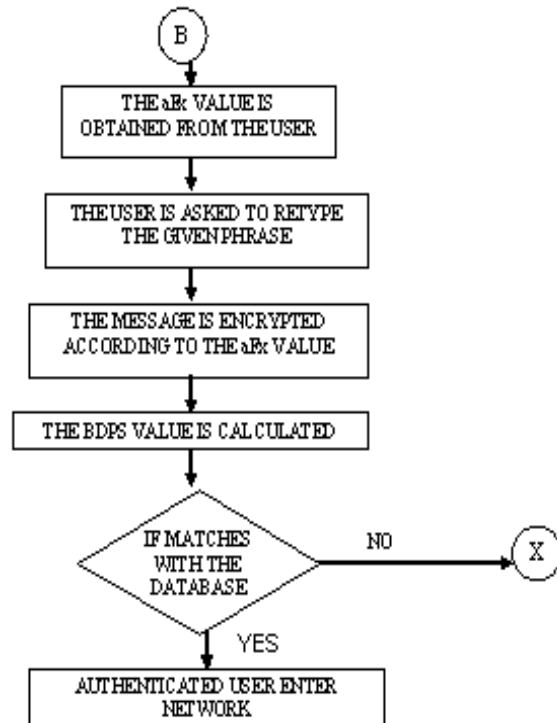 B
THE aFx VALUE IS
OBTAINED FROM THE USER
THE USER IS ASKED TO RETYPE
THE GIVEN PHRASE
THE MESSAGE IS ENCRYPTED
ACCORDING TO THE aFx VALUE
THE BDPS VALUE IS CALCULATED
IF MATCHES
WITH THE
DATABASE
NO
X
YES
AUTHENTICATED USER ENTER
NETWORK